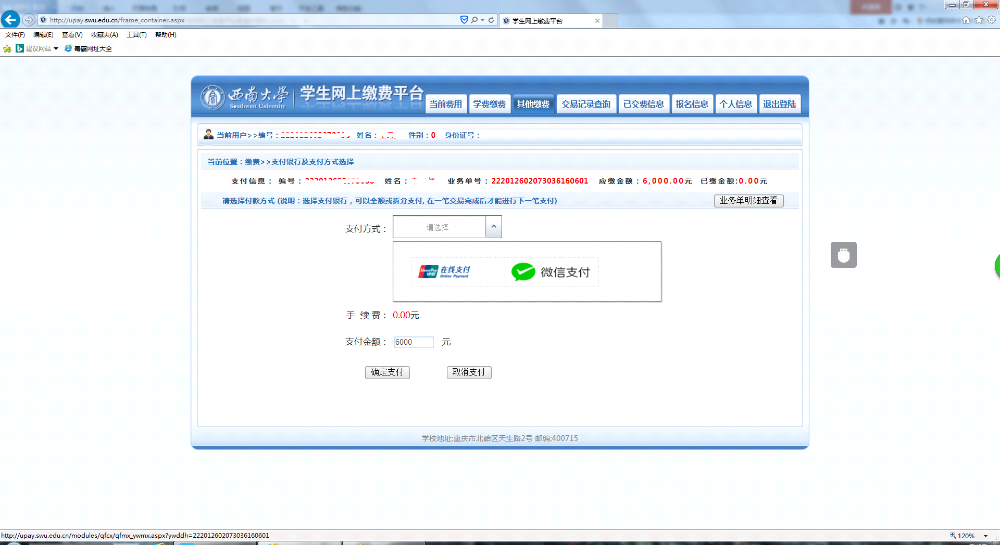 http://upay.swu.edu.cn/frame_container.aspx
学生网上缴费平台
文件(F) 编辑(E) 查看(V) 收藏夹(A) 工具(T) 帮助(H)
建议网站 毒霸网址大全
西南大学 Southwest University 学生网上缴费平台
当前费用 学费缴费 其他缴费 交易记录查询 已交费信息 报名信息 个人信息 退出登陆
当前用户>>编号： 姓名： 性别：0 身份证号：
当前位置：缴费>>支付银行及支付方式选择
支付信息： 编号： 姓名： 业务单号：222012602073036160601 应缴金额：6,000.00元 已缴金额:0.00元
请选择付款方式 (说明：选择支付银行，可以全额或拆分支付, 在一笔交易完成后才能进行下一笔支付) 业务单明细查看
支付方式： - 请选择 -
UnionPay 银联 在线支付 Online Payment 微信支付
手 续 费： 0.00元
支付金额： 6000 元
确定支付 取消支付
学校地址:重庆市北碚区天生路2号 邮编:400715
http://upay.swu.edu.cn/modules/qfcx/qfmx_ywmx.aspx?ywddh=222012602073036160601
120%